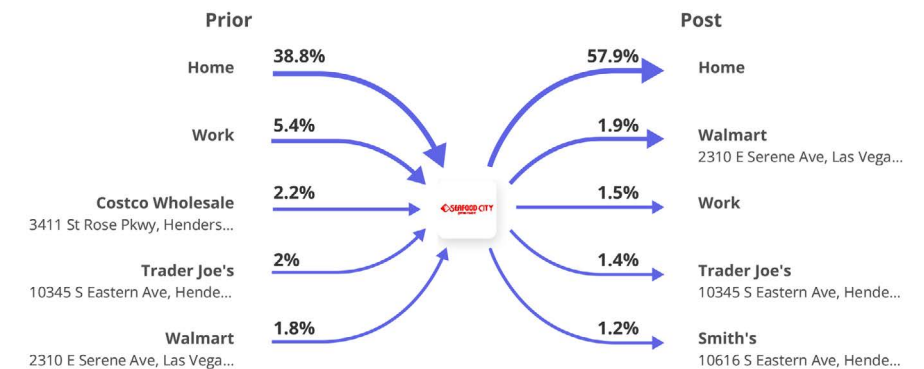 Prior
Post
38.8%
Home
5.4%
Work
2.2%
Costco Wholesale
3411 St Rose Pkwy, Henders...
2%
Trader Joe's
10345 S Eastern Ave, Hende...
1.8%
Walmart
2310 E Serene Ave, Las Vega...
SEAFOOD CITY
57.9%
Home
1.9%
Walmart
2310 E Serene Ave, Las Vega...
1.5%
Work
1.4%
Trader Joe's
10345 S Eastern Ave, Hende...
1.2%
Smith's
10616 S Eastern Ave, Hende...